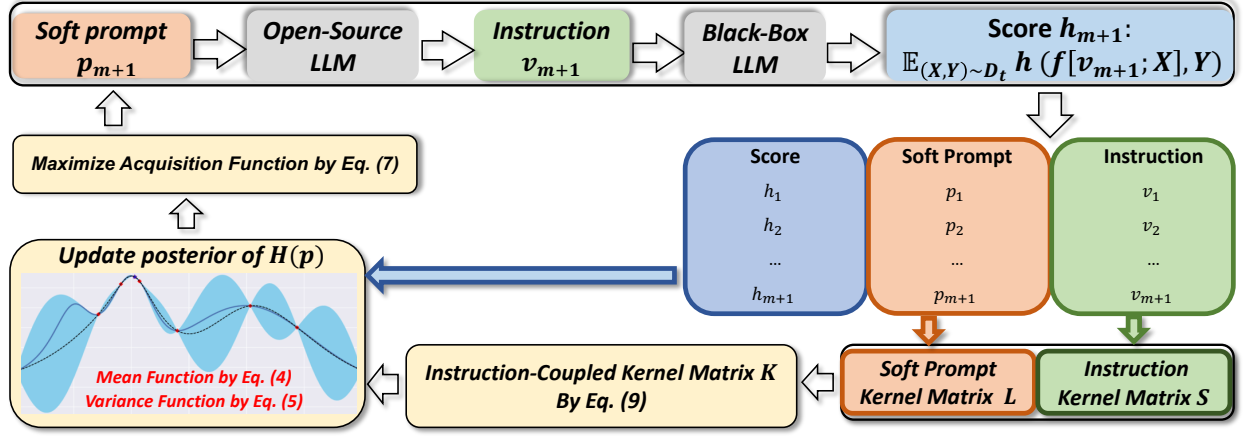 Soft prompt
p_{m+1}
Open-Source
LLM
Instruction
v_{m+1}
Black-Box
LLM
Score h_{m+1}:
𝔼_{(X,Y)~D_t} h (f[v_{m+1}; X], Y)
Maximize Acquisition Function by Eq. (7)
Score
h_1
h_2
...
h_{m+1}
Soft Prompt
p_1
p_2
...
p_{m+1}
Instruction
v_1
v_2
...
v_{m+1}
Update posterior of H(p)
Mean Function by Eq. (4)
Variance Function by Eq. (5)
Instruction-Coupled Kernel Matrix K
By Eq. (9)
Soft Prompt
Kernel Matrix L
Instruction
Kernel Matrix S